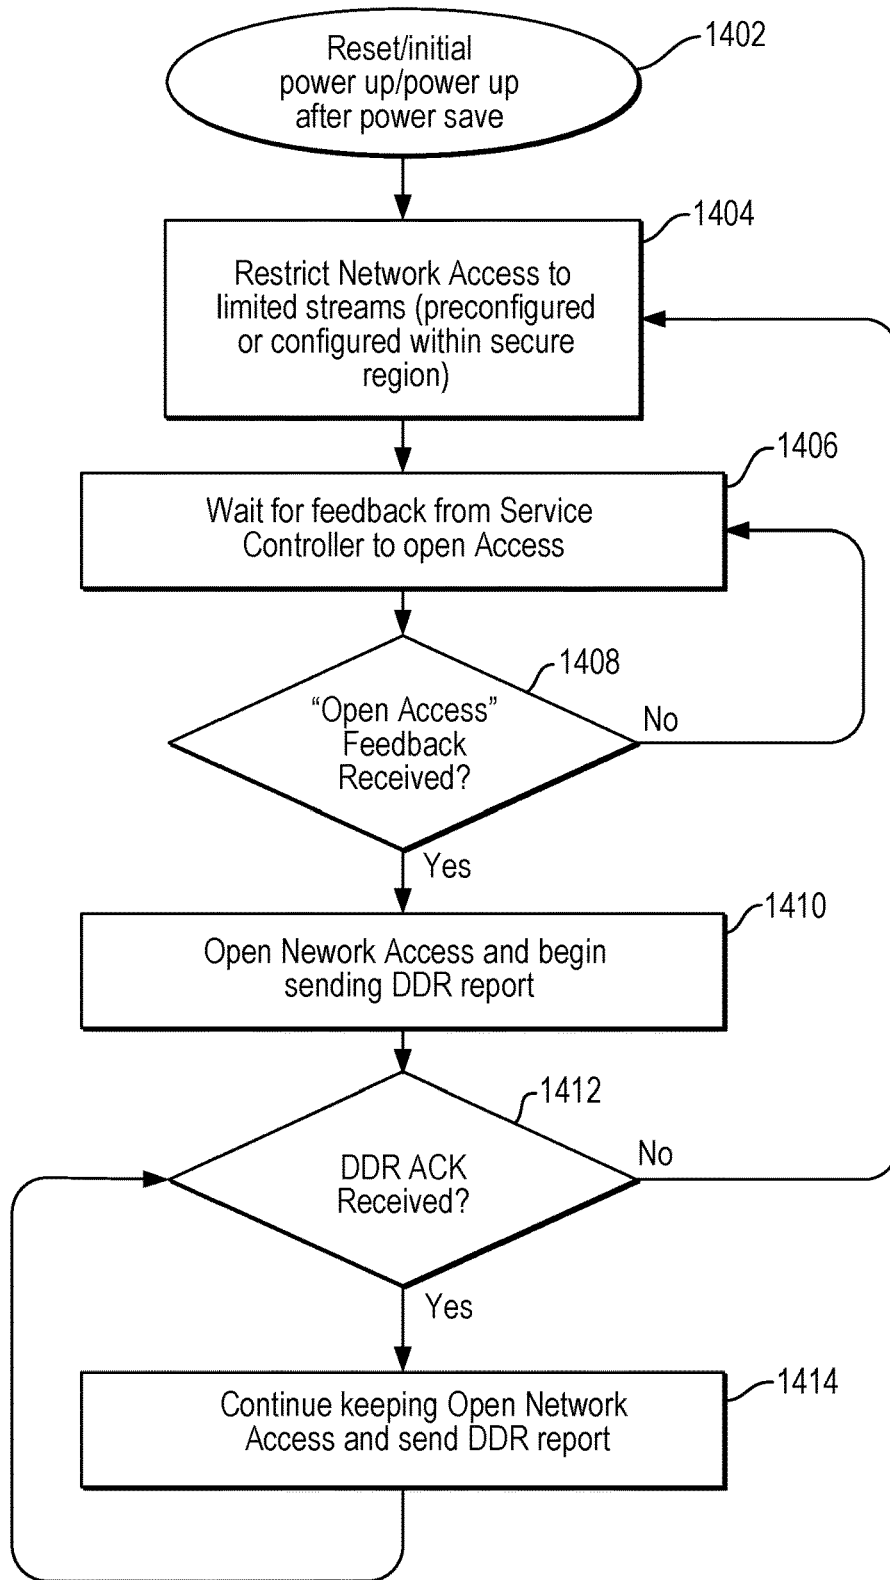 Reset/initial
power up/power up
after power save
1402
1404
Restrict Network Access to
limited streams (preconfigured
or configured within secure
region)
1406
Wait for feedback from Service
Controller to open Access
1408
“Open Access”
Feedback
Received?
No
Yes
1410
Open Nework Access and begin
sending DDR report
1412
DDR ACK
Received?
No
Yes
1414
Continue keeping Open Network
Access and send DDR report